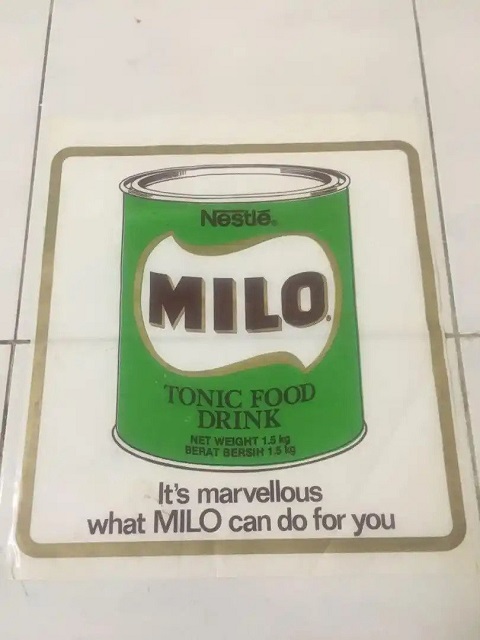 Nestlé
MILO
TONIC FOOD
DRINK
NET WEIGHT 1.5 kg
BERAT BERSIH 1.5 kg
It's marvellous
what MILO can do for you